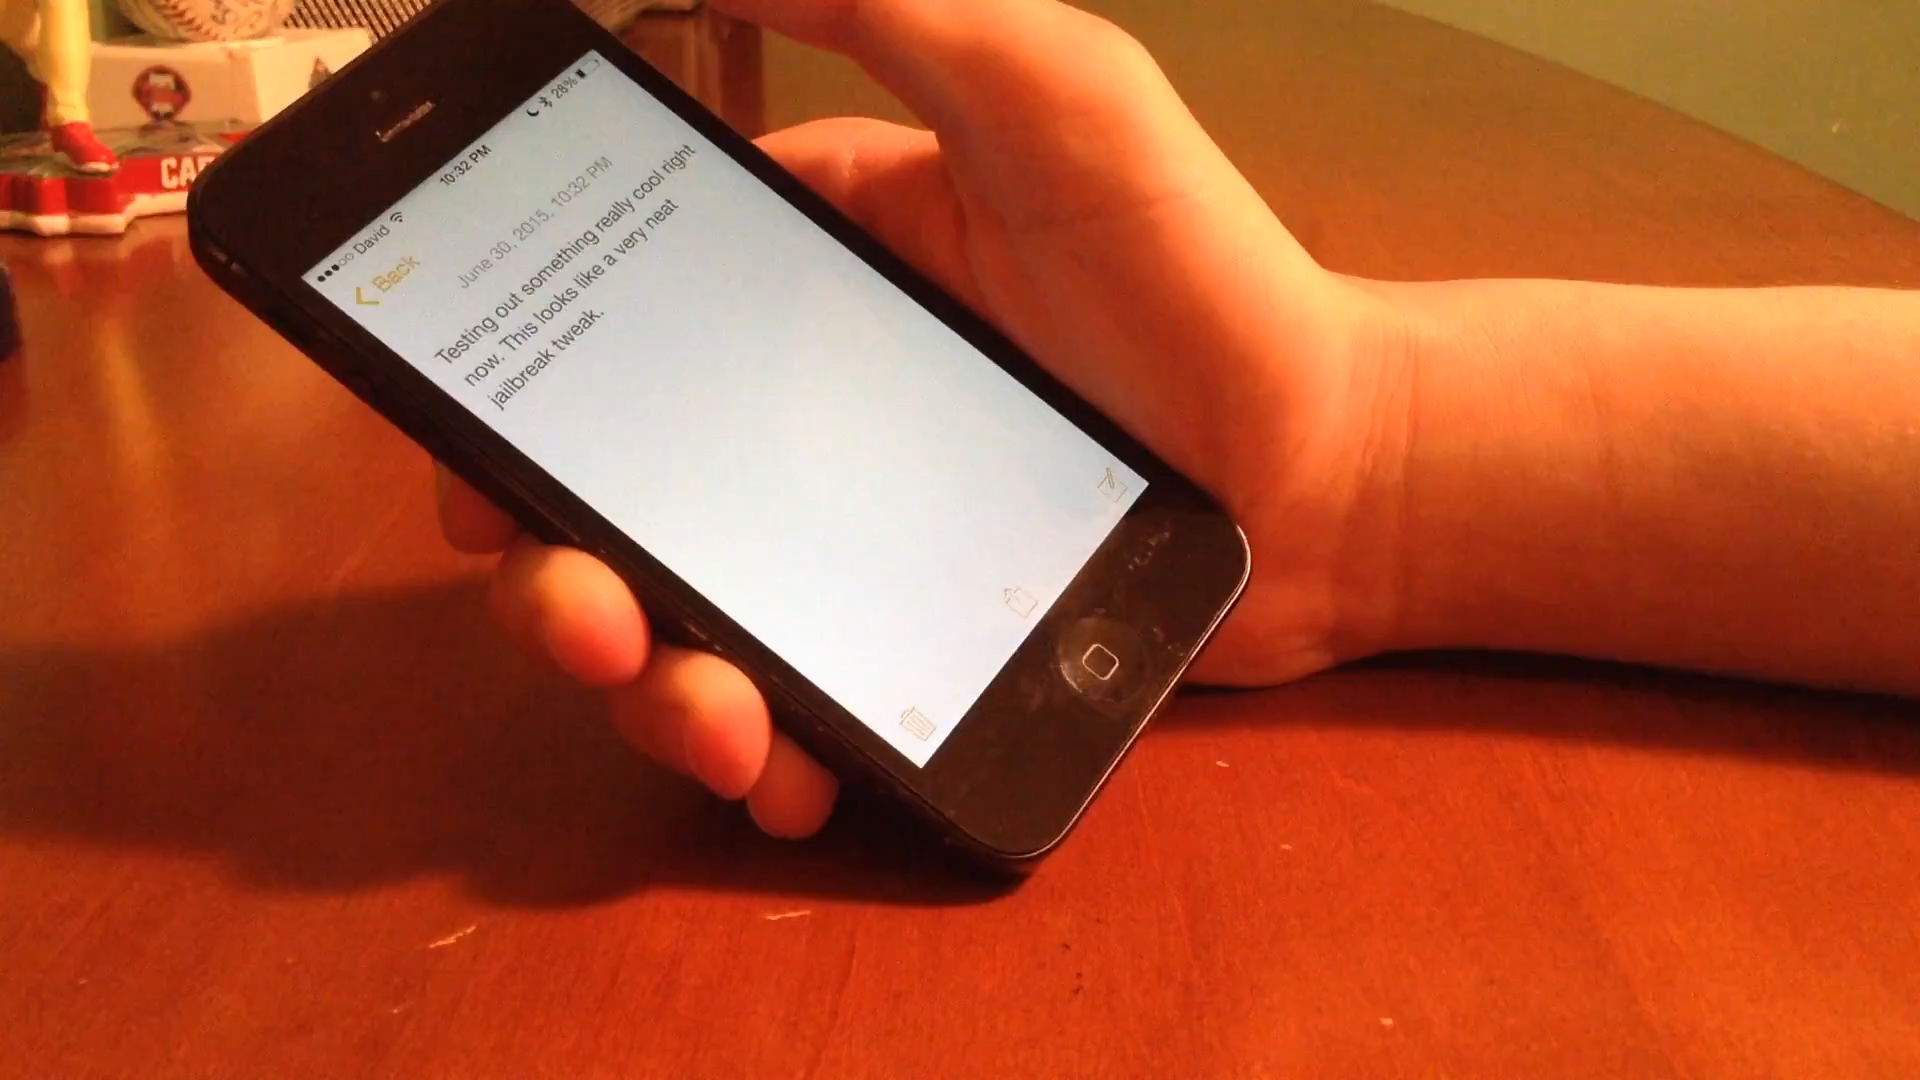 David 10:32 PM 28%
Back
June 30, 2015, 10:32 PM
Testing out something really cool right
now. This looks like a very neat
jailbreak tweak.